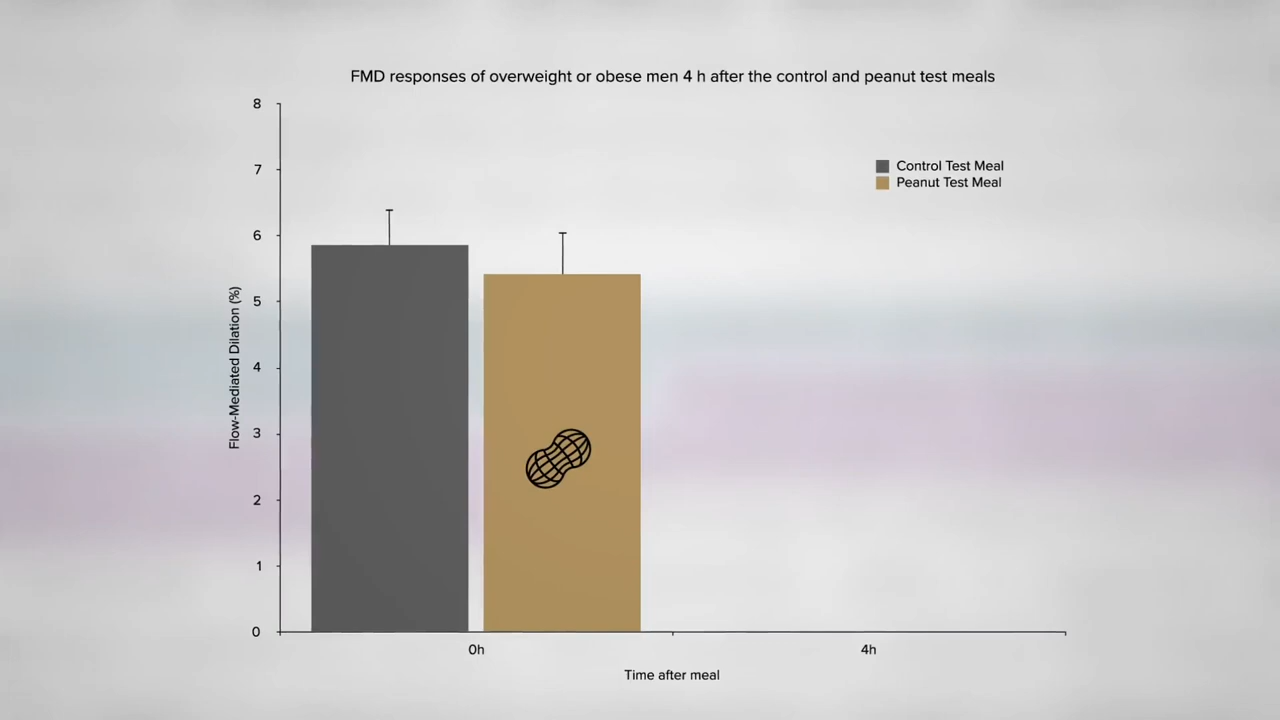 FMD responses of overweight or obese men 4 h after the control and peanut test meals
8
7
6
5
4
3
2
1
0
Flow-Mediated Dilation (%)
Control Test Meal
Peanut Test Meal
0h
4h
Time after meal